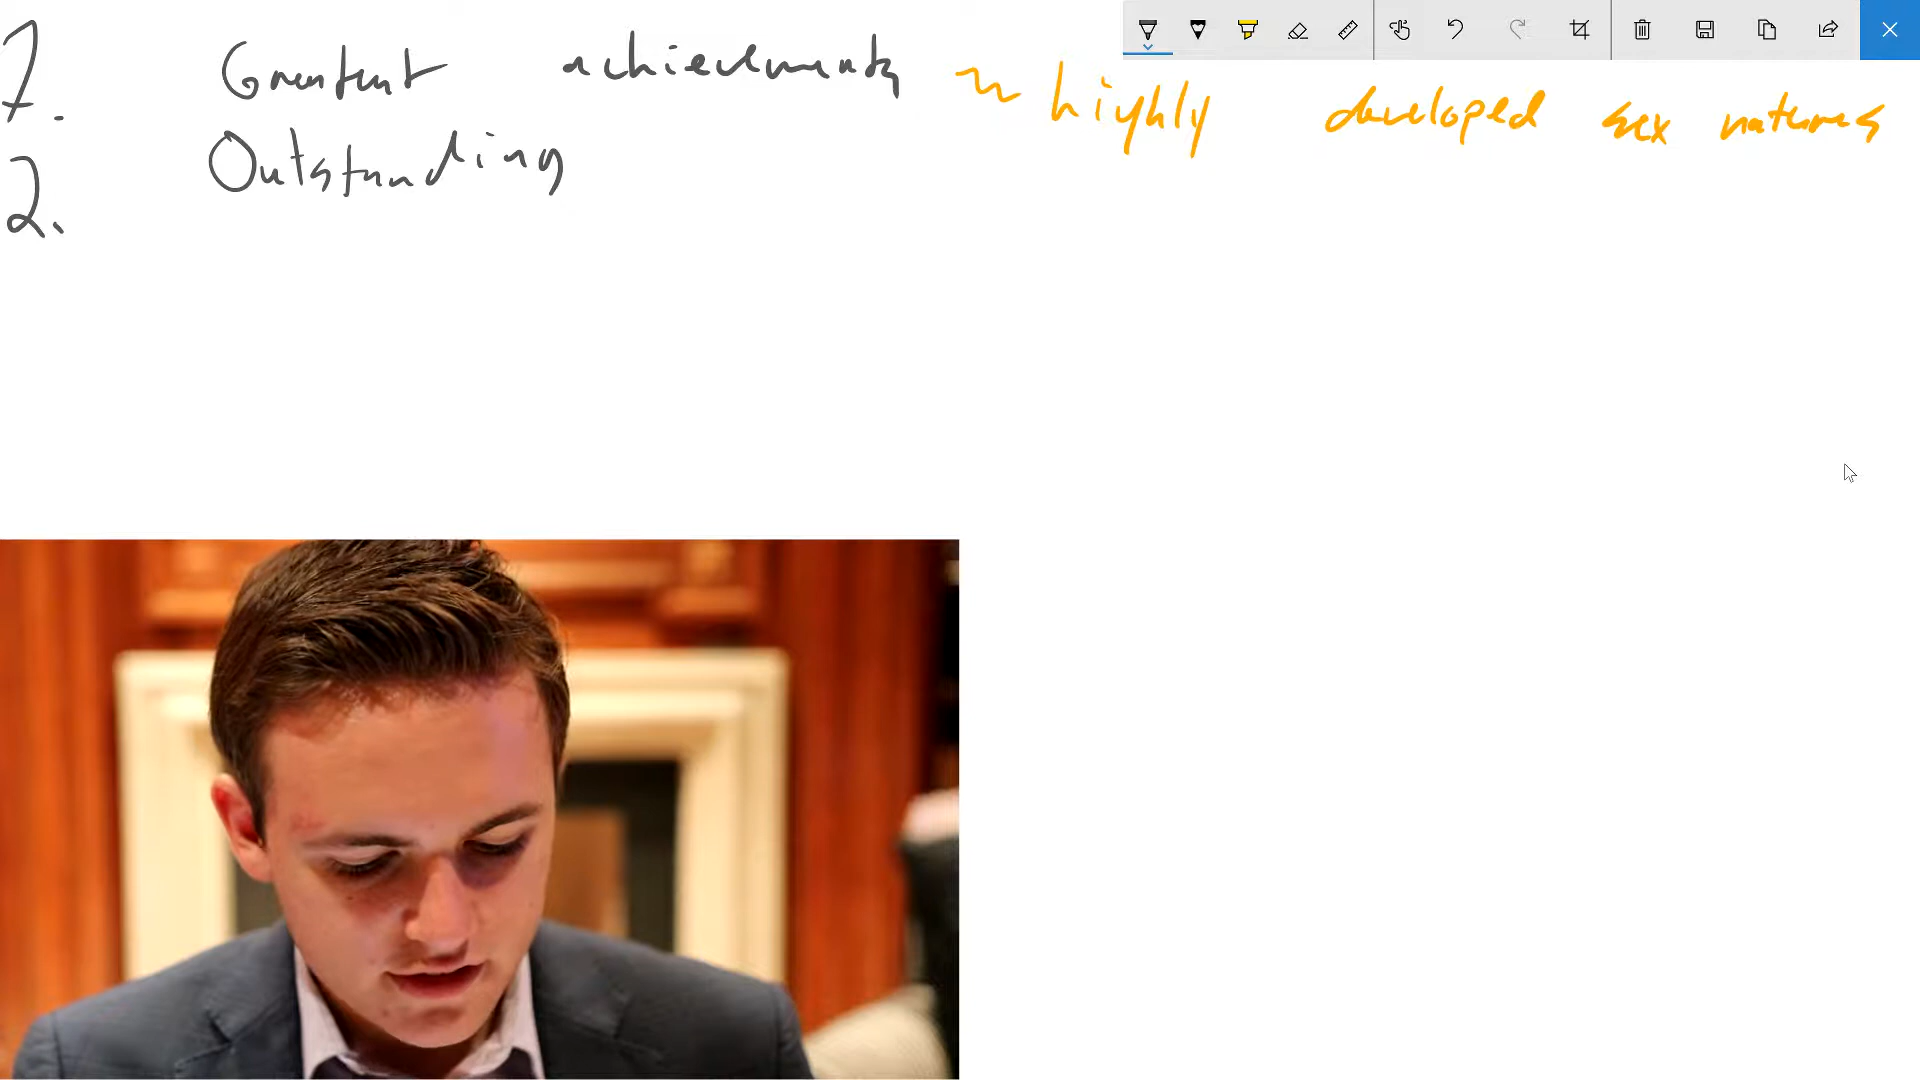 1. Greatest achievements ~ highly developed sex natures
2. Outstanding